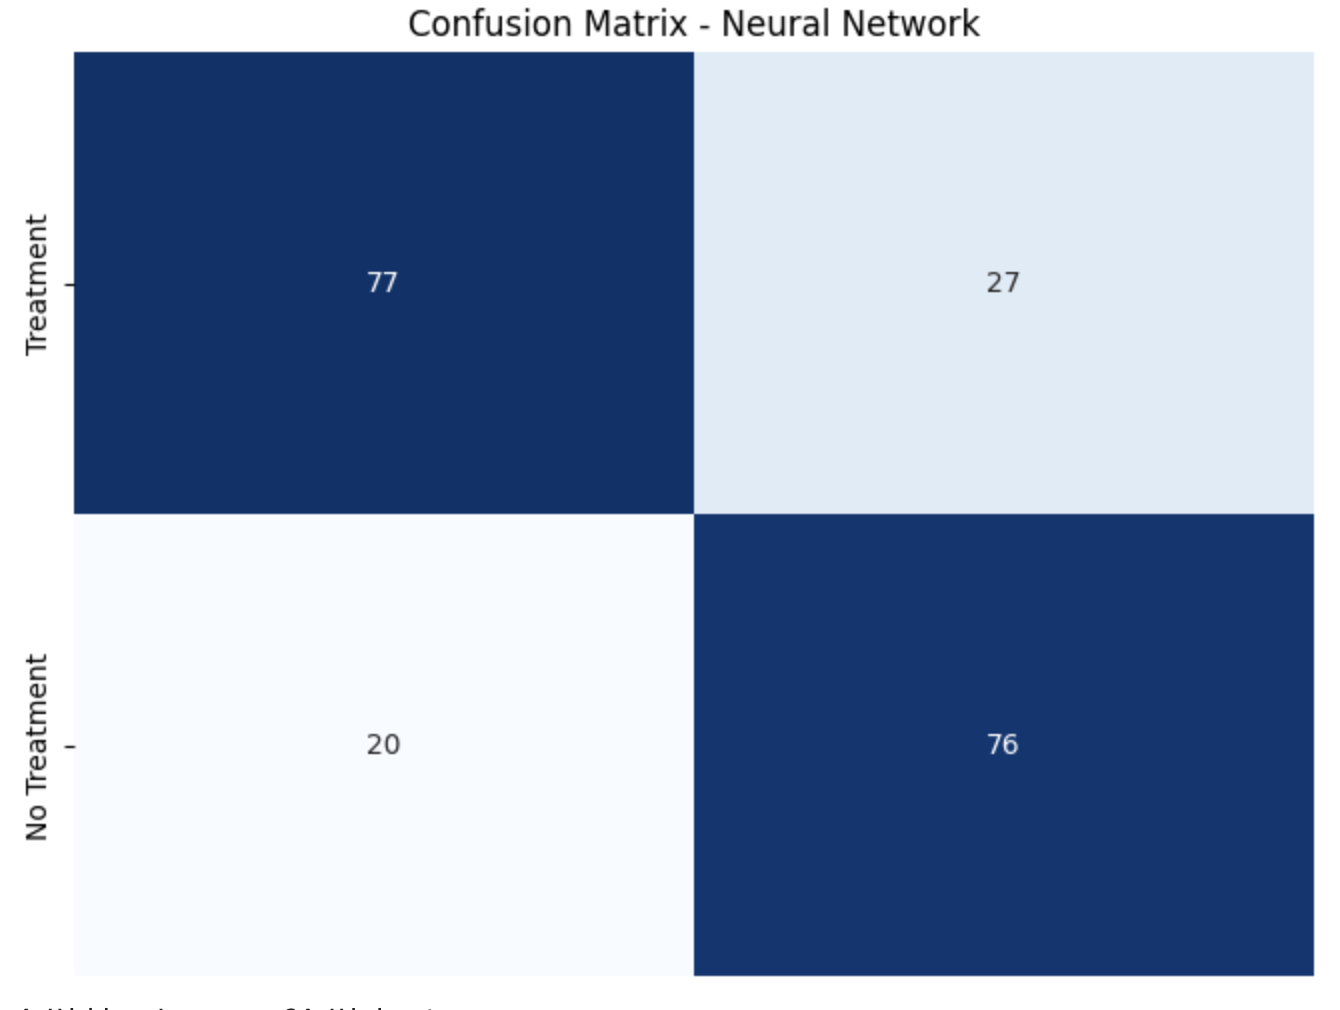 Confusion Matrix - Neural Network
Treatment
77
27
No Treatment
20
76